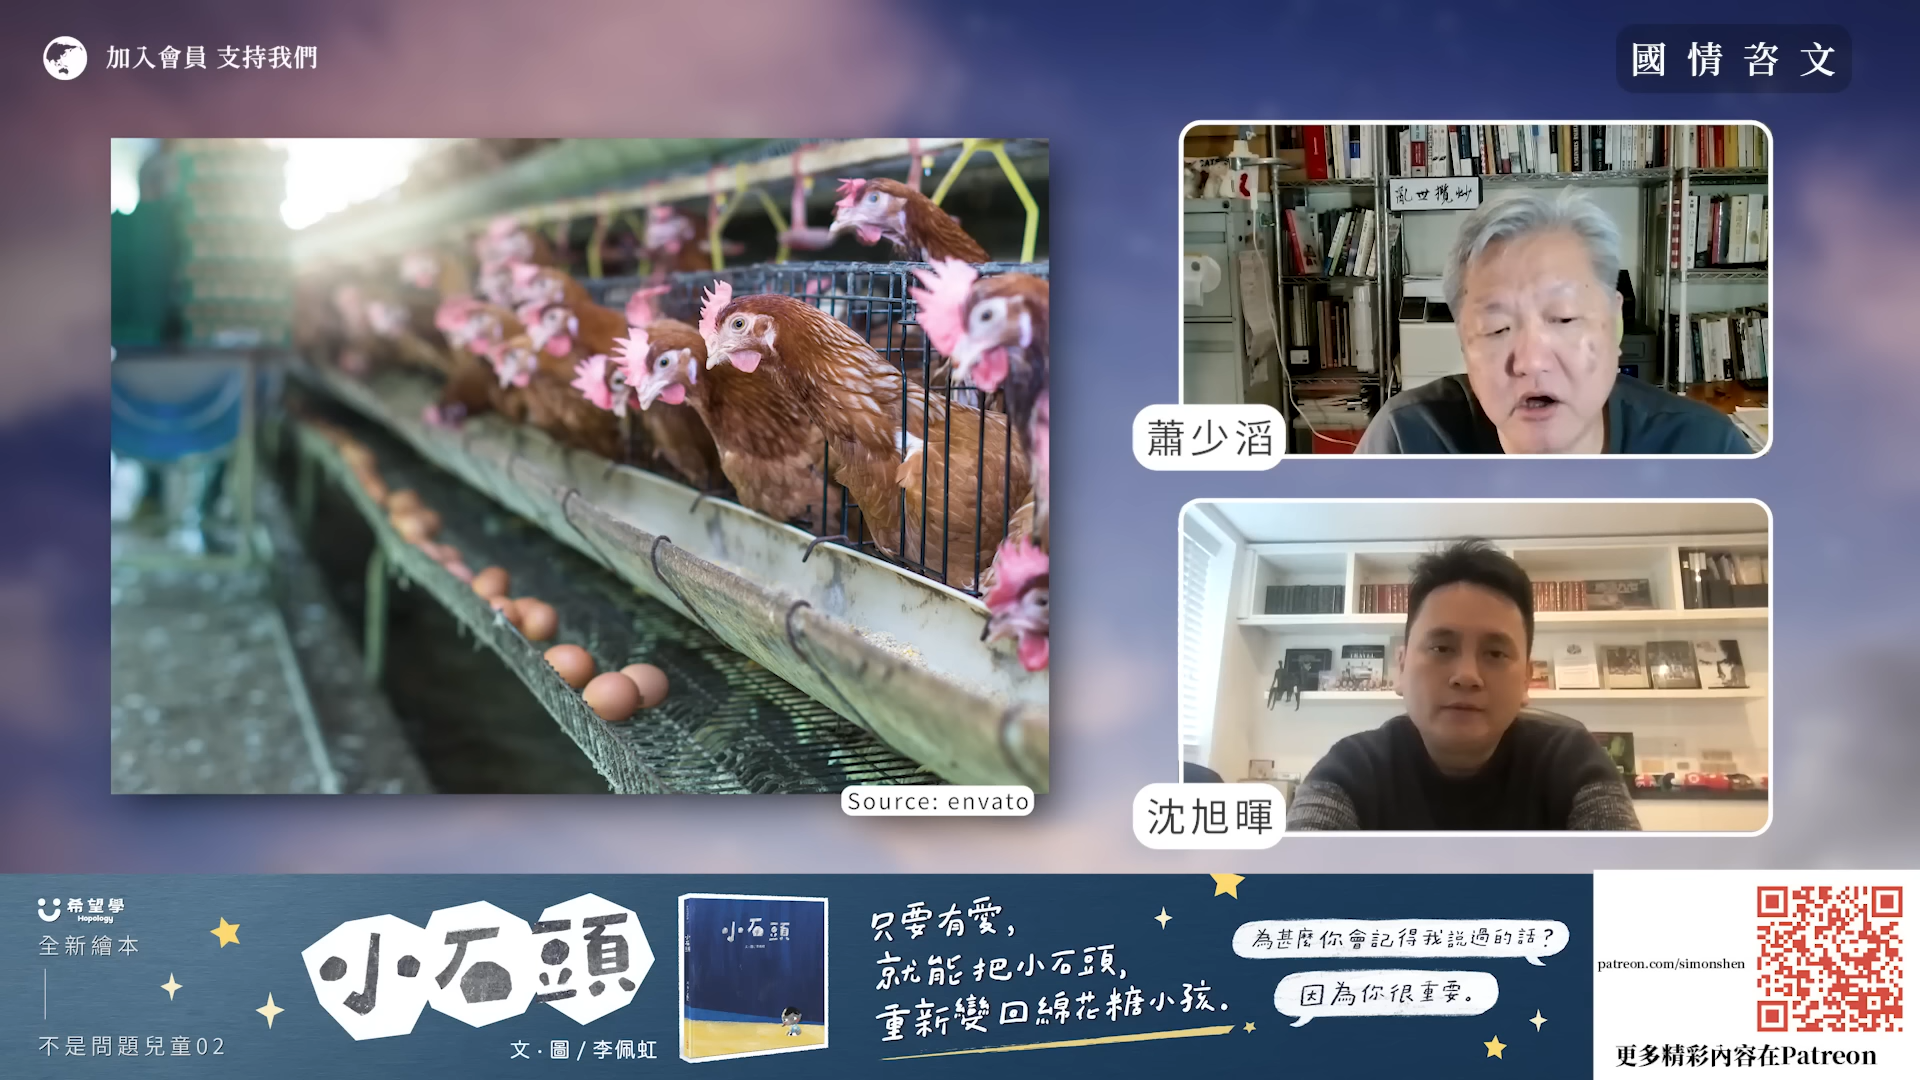 加入會員 支持我們
國情咨文
亂世攬炒
蕭少滔
沈旭暉
Source: envato
希望學
Hopology
全新繪本
不是問題兒童02
小石頭
文·圖/李佩虹
小石頭
只要有愛，
就能把小石頭，
重新變回綿花糖小孩。
為甚麼你會記得我説過的話？
因為你很重要。
patreon.com/simonshen
更多精彩內容在Patreon